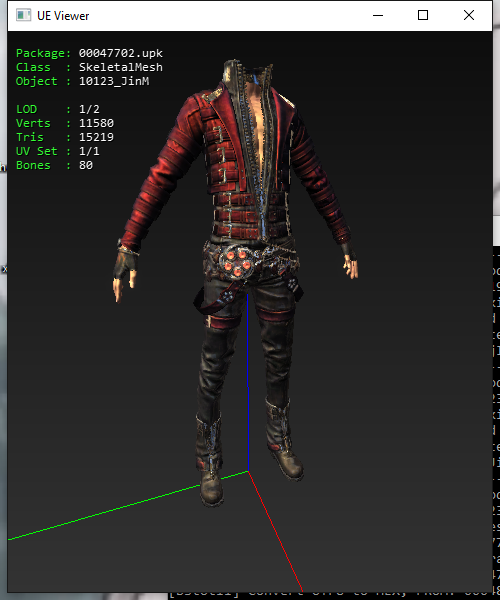 UE Viewer
Package: 00047702.upk
Class : SkeletalMesh
Object : 10123_JinM
LOD : 1/2
Verts : 11580
Tris : 15219
UV Set : 1/1
Bones : 80